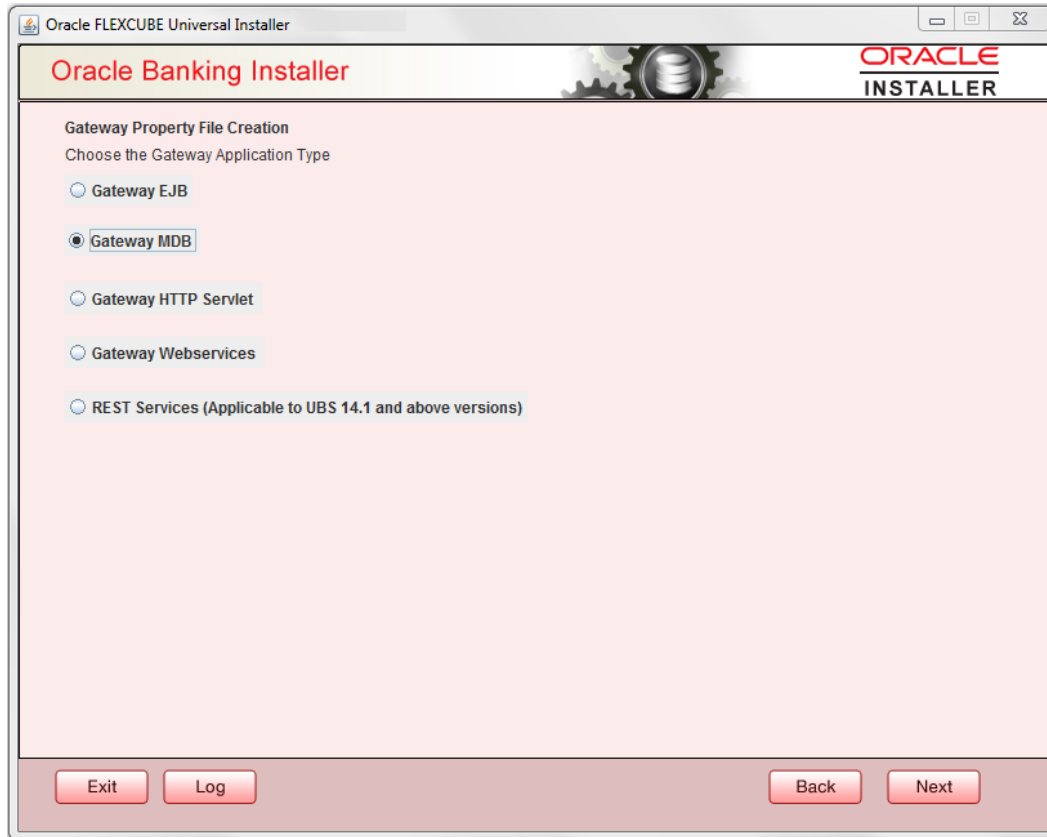 Oracle FLEXCUBE Universal Installer
Oracle Banking Installer
ORACLE
INSTALLER
Gateway Property File Creation
Choose the Gateway Application Type
Gateway EJB
Gateway MDB
Gateway HTTP Servlet
Gateway Webservices
REST Services (Applicable to UBS 14.1 and above versions)
Exit Log Back Next